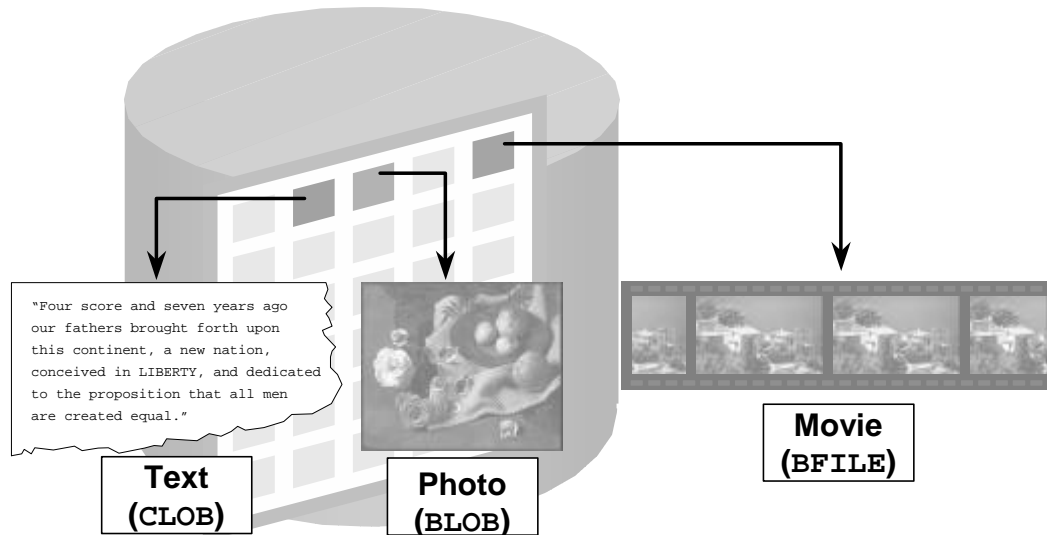 “Four score and seven years ago
our fathers brought forth upon
this continent, a new nation,
conceived in LIBERTY, and dedicated
to the proposition that all men
are created equal.”
Text
(CLOB)
Photo
(BLOB)
Movie
(BFILE)